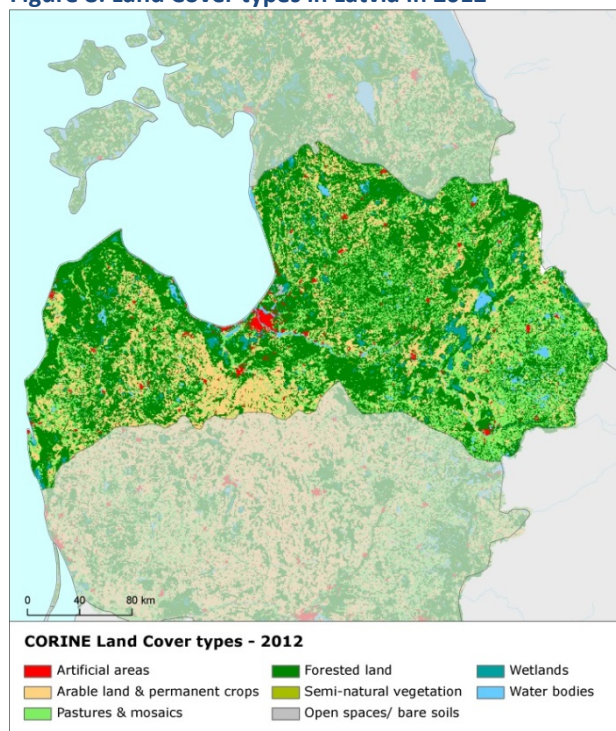 Figure 3: Land Cover types in Latvia in 2012
0 40 80 km
CORINE Land Cover types - 2012
Artificial areas Forested land Wetlands
Arable land & permanent crops Semi-natural vegetation Water bodies
Pastures & mosaics Open spaces/ bare soils